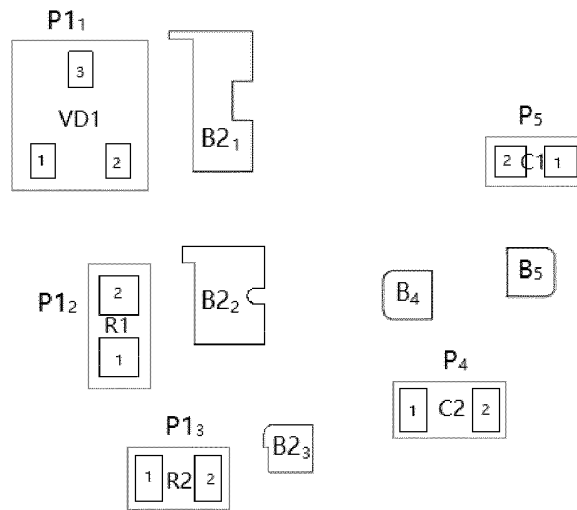 P1₁
3
VD1
1 2
B2₁
P₅
2 C1 1
P1₂
2
R1
1
B2₂
B₄
B₅
P₄
1 C2 2
P1₃
1 R2 2
B2₃